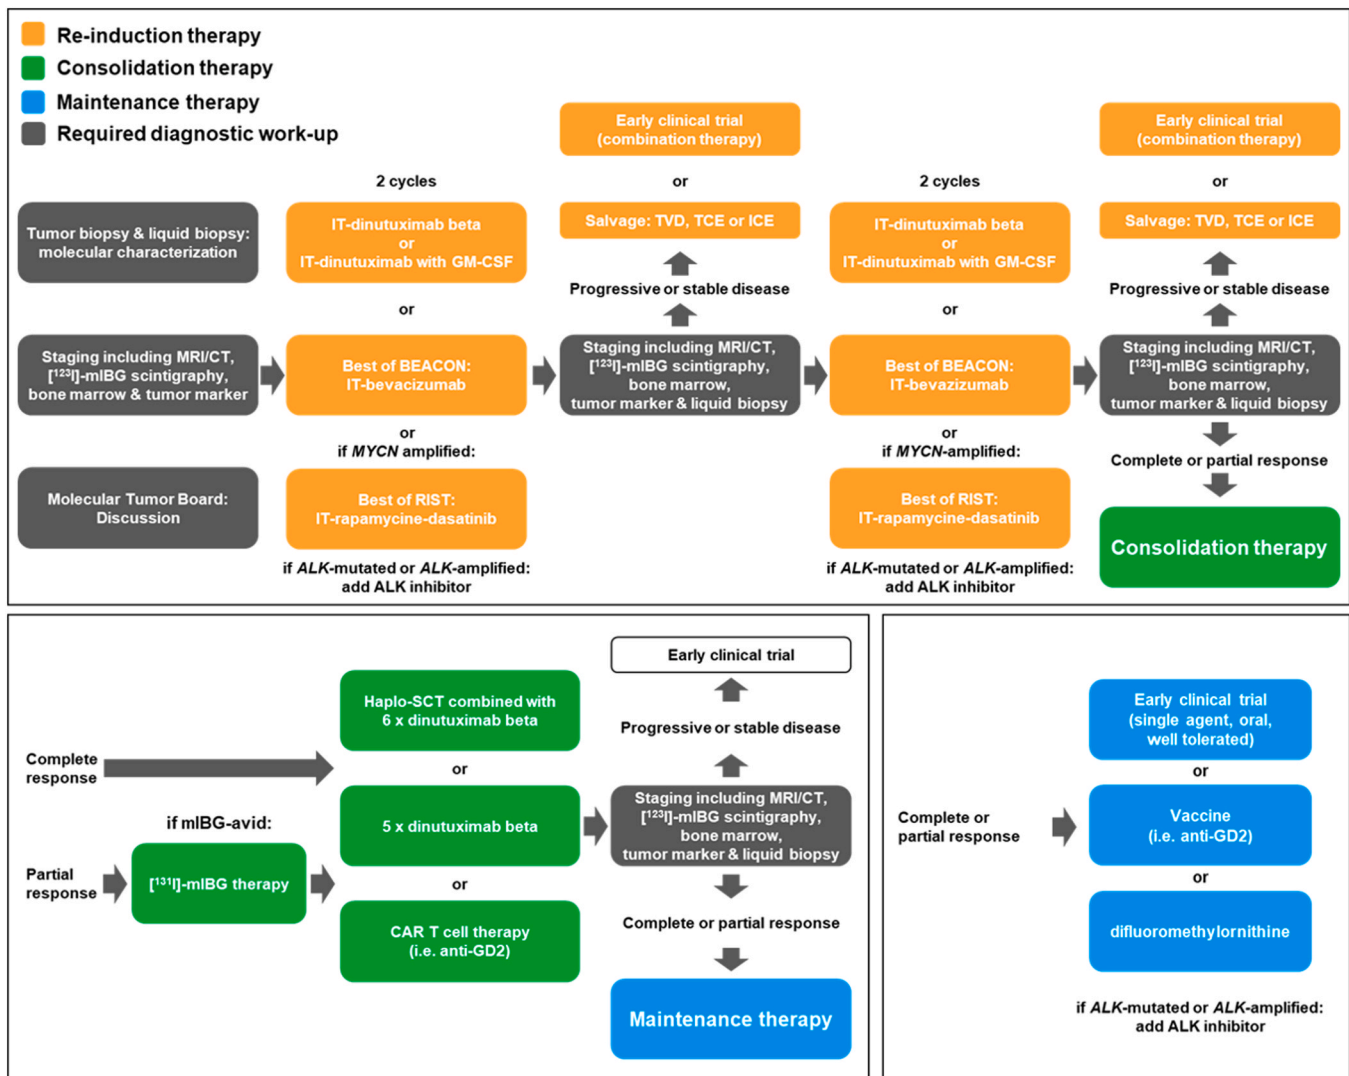 Re-induction therapy
Consolidation therapy
Maintenance therapy
Required diagnostic work-up
Tumor biopsy & liquid biopsy:
molecular characterization
Staging including MRI/CT,
[¹²³I]-mIBG scintigraphy,
bone marrow & tumor marker
Molecular Tumor Board:
Discussion
2 cycles
IT-dinutuximab beta
or
IT-dinutuximab with GM-CSF
or
Best of BEACON:
IT-bevacizumab
or
if MYCN amplified:
Best of RIST:
IT-rapamycine-dasatinib
if ALK-mutated or ALK-amplified:
add ALK inhibitor
Early clinical trial
(combination therapy)
or
Salvage: TVD, TCE or ICE
Progressive or stable disease
Staging including MRI/CT,
[¹²³I]-mIBG scintigraphy,
bone marrow,
tumor marker & liquid biopsy
2 cycles
IT-dinutuximab beta
or
IT-dinutuximab with GM-CSF
or
Best of BEACON:
IT-bevazizumab
or
if MYCN-amplified:
Best of RIST:
IT-rapamycine-dasatinib
if ALK-mutated or ALK-amplified:
add ALK inhibitor
Early clinical trial
(combination therapy)
or
Salvage: TVD, TCE or ICE
Progressive or stable disease
Staging including MRI/CT,
[¹²³I]-mIBG scintigraphy,
bone marrow,
tumor marker & liquid biopsy
Complete or partial response
Consolidation therapy
Complete
response
Partial
response
if mIBG-avid:
[¹³¹I]-mIBG therapy
Haplo-SCT combined with
6 x dinutuximab beta
or
5 x dinutuximab beta
or
CAR T cell therapy
(i.e. anti-GD2)
Early clinical trial
Progressive or stable disease
Staging including MRI/CT,
[¹²³I]-mIBG scintigraphy,
bone marrow,
tumor marker & liquid biopsy
Complete or partial response
Maintenance therapy
Complete or
partial response
Early clinical trial
(single agent, oral,
well tolerated)
or
Vaccine
(i.e. anti-GD2)
or
difluoromethylornithine
if ALK-mutated or ALK-amplified:
add ALK inhibitor